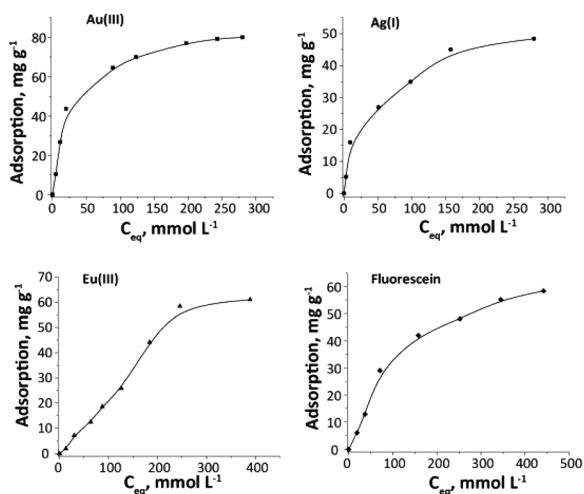 Au(III)
Adsorption, mg g⁻¹
80
60
40
20
0
0 50 100 150 200 250 300
C_eq, mmol L⁻¹
Ag(I)
Adsorption, mg g⁻¹
50
40
30
20
10
0
0 50 100 150 200 250 300
C_eq, mmol L⁻¹
Eu(III)
Adsorption, mg g⁻¹
70
60
50
40
30
20
10
0
0 100 200 300 400
C_eq, mmol L⁻¹
Fluorescein
Adsorption, mg g⁻¹
60
50
40
30
20
10
0
0 100 200 300 400 500
C_eq, mmol L⁻¹